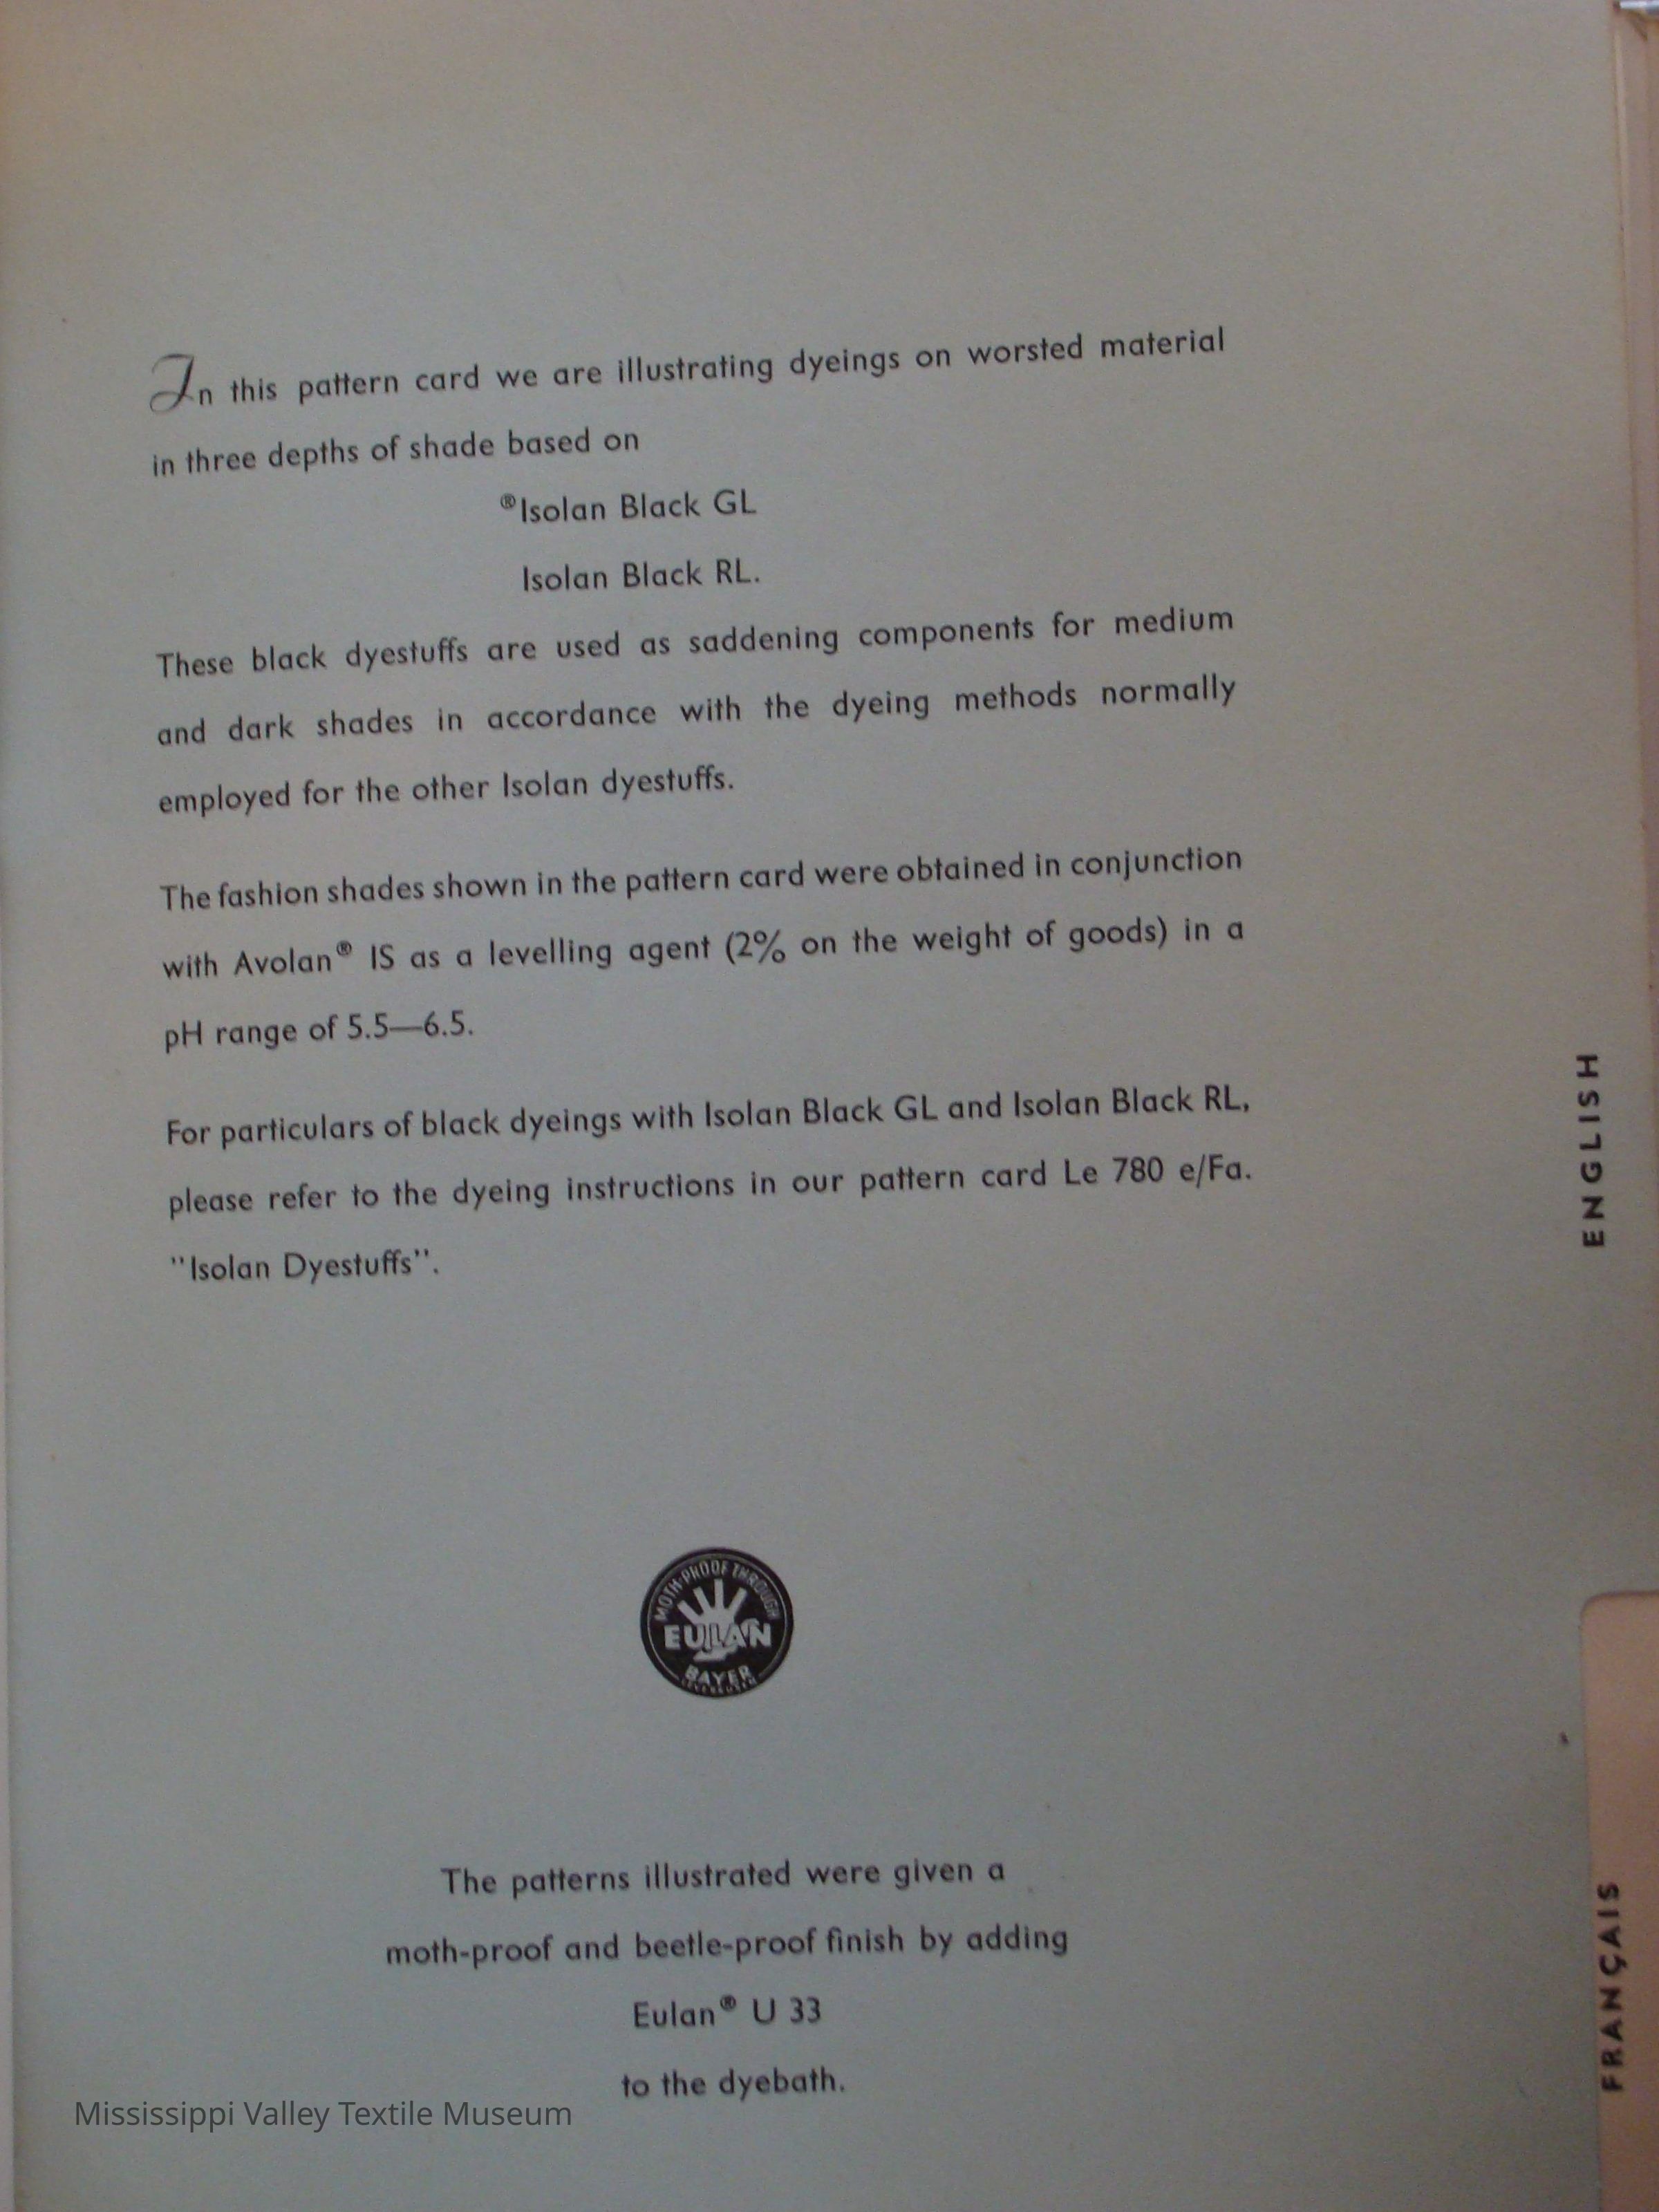 In this pattern card we are illustrating dyeings on worsted material
in three depths of shade based on
®Isolan Black GL
Isolan Black RL.
These black dyestuffs are used as saddening components for medium
and dark shades in accordance with the dyeing methods normally
employed for the other Isolan dyestuffs.
The fashion shades shown in the pattern card were obtained in conjunction
with Avolan® IS as a levelling agent (2% on the weight of goods) in a
pH range of 5.5—6.5.
For particulars of black dyeings with Isolan Black GL and Isolan Black RL,
please refer to the dyeing instructions in our pattern card Le 780 e/Fa.
"Isolan Dyestuffs".
ENGLISH
MOTH-PROOF THROUGH
EULAN
BAYER
The patterns illustrated were given a
moth-proof and beetle-proof finish by adding
Eulan® U 33
to the dyebath.
FRANÇAIS
Mississippi Valley Textile Museum